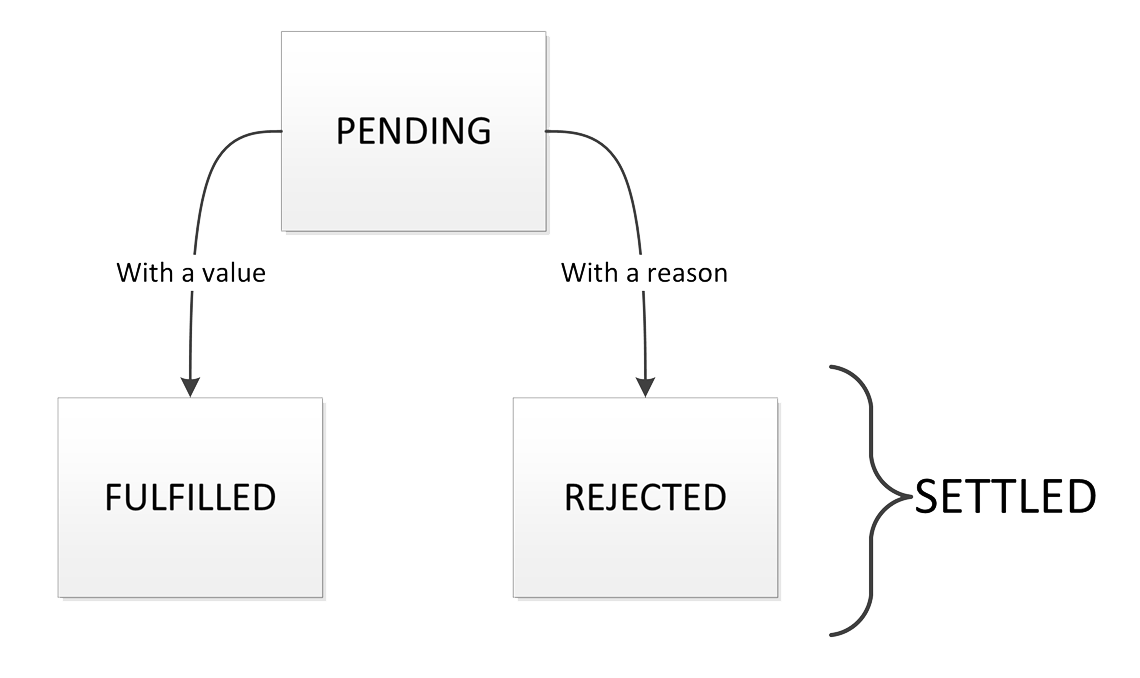 PENDING
With a value
With a reason
FULFILLED
REJECTED
SETTLED